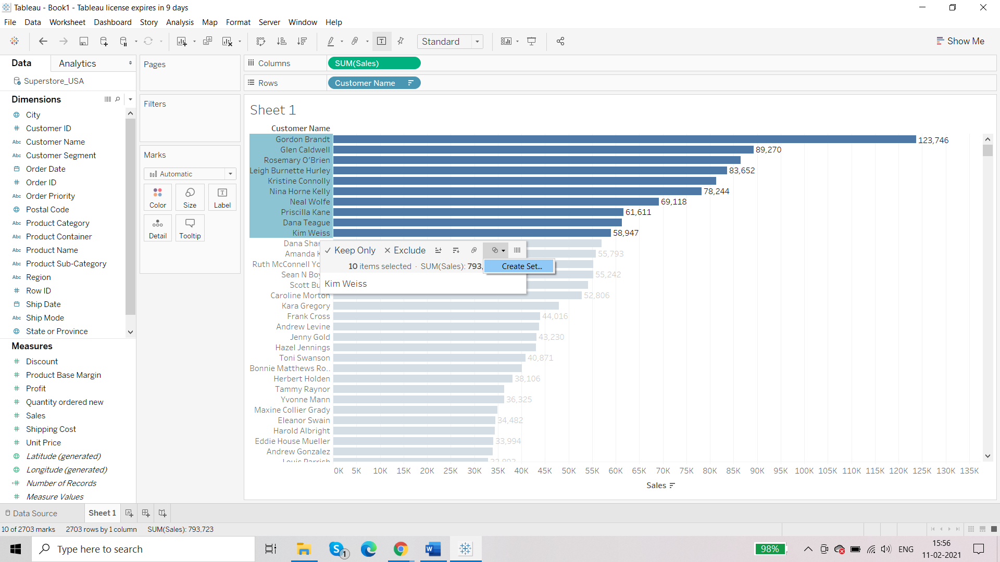 Tableau - Book1 - Tableau license expires in 9 days
File Data Worksheet Dashboard Story Analysis Map Format Server Window Help
Standard
Show Me
Data Analytics
Superstore_USA
Dimensions
City
Customer ID
Abc Customer Name
Abc Customer Segment
Order Date
Order ID
Abc Order Priority
Postal Code
Abc Product Category
Abc Product Container
Abc Product Name
Abc Product Sub-Category
Abc Region
Row ID
Ship Date
Abc Ship Mode
State or Province
Measures
Discount
Product Base Margin
Profit
Quantity ordered new
Sales
Shipping Cost
Unit Price
Latitude (generated)
Longitude (generated)
Number of Records
Measure Values
Pages
Filters
Marks
Automatic
Color Size Label
Detail Tooltip
Columns SUM(Sales)
Rows Customer Name
Sheet 1
Customer Name
Gordon Brandt 123,746
Glen Caldwell 89,270
Rosemary O'Brien
Leigh Burnette Hurley 83,652
Kristine Connolly
Nina Horne Kelly 78,244
Neal Wolfe 69,118
Priscilla Kane 61,611
Dana Teague
Kim Weiss 58,947
Dana Shar
Keep Only Exclude
Amanda K 55,793
Ruth McConnell Yo
10 items selected · SUM(Sales): 793,
Create Set...
Sean N Boy 55,242
Scott Bu
Kim Weiss
Caroline Morton 52,806
Kara Gregory
Frank Cross 44,016
Andrew Levine
Jenny Gold 43,230
Hazel Jennings
Toni Swanson 40,871
Bonnie Matthews Ro..
Herbert Holden 38,106
Tammy Raynor
Yvonne Mann 36,325
Maxine Collier Grady
Eleanor Swain 34,482
Harold Albright
Eddie House Mueller 33,994
Andrew Gonzalez
Louis Parrish
0K 5K 10K 15K 20K 25K 30K 35K 40K 45K 50K 55K 60K 65K 70K 75K 80K 85K 90K 95K 100K 105K 110K 115K 120K 125K 130K 135K
Sales
Data Source Sheet 1
10 of 2703 marks 2703 rows by 1 column SUM(Sales): 793,723
Type here to search
1
98%
ENG
15:56
11-02-2021